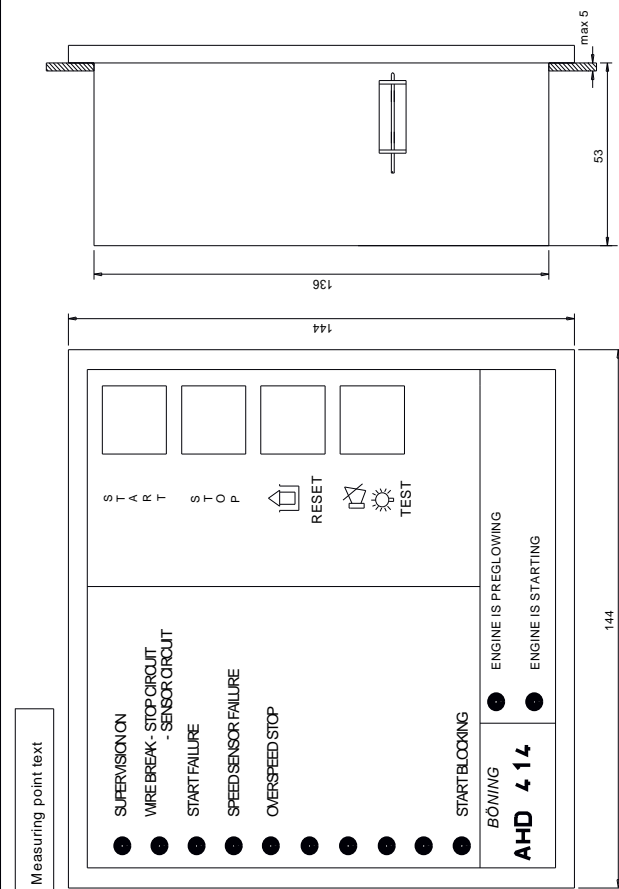 Measuring point text
SUPERVISION ON
WIRE BREAK - STOP CIRCUIT
- SENSOR CIRCUIT
START FAILURE
SPEED SENSOR FAILURE
OVERSPEED STOP
START BLOCKING
START
STOP
RESET
TEST
BÖNING
AHD 414
ENGINE IS PREGLOWING
ENGINE IS STARTING
144
144
136
53
max 5